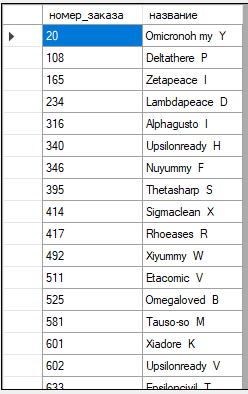 номер_заказа название
20 Omicronoh my Y
108 Deltathere P
165 Zetapeace I
234 Lambdapeace D
316 Alphagusto I
340 Upsilonready H
346 Nuyummy F
395 Thetasharp S
414 Sigmaclean X
417 Rhoeases R
492 Xiyummy W
511 Etacomic V
525 Omegaloved B
581 Tauso-so M
601 Xiadore K
602 Upsilonready V
633 Epsiloncivil T